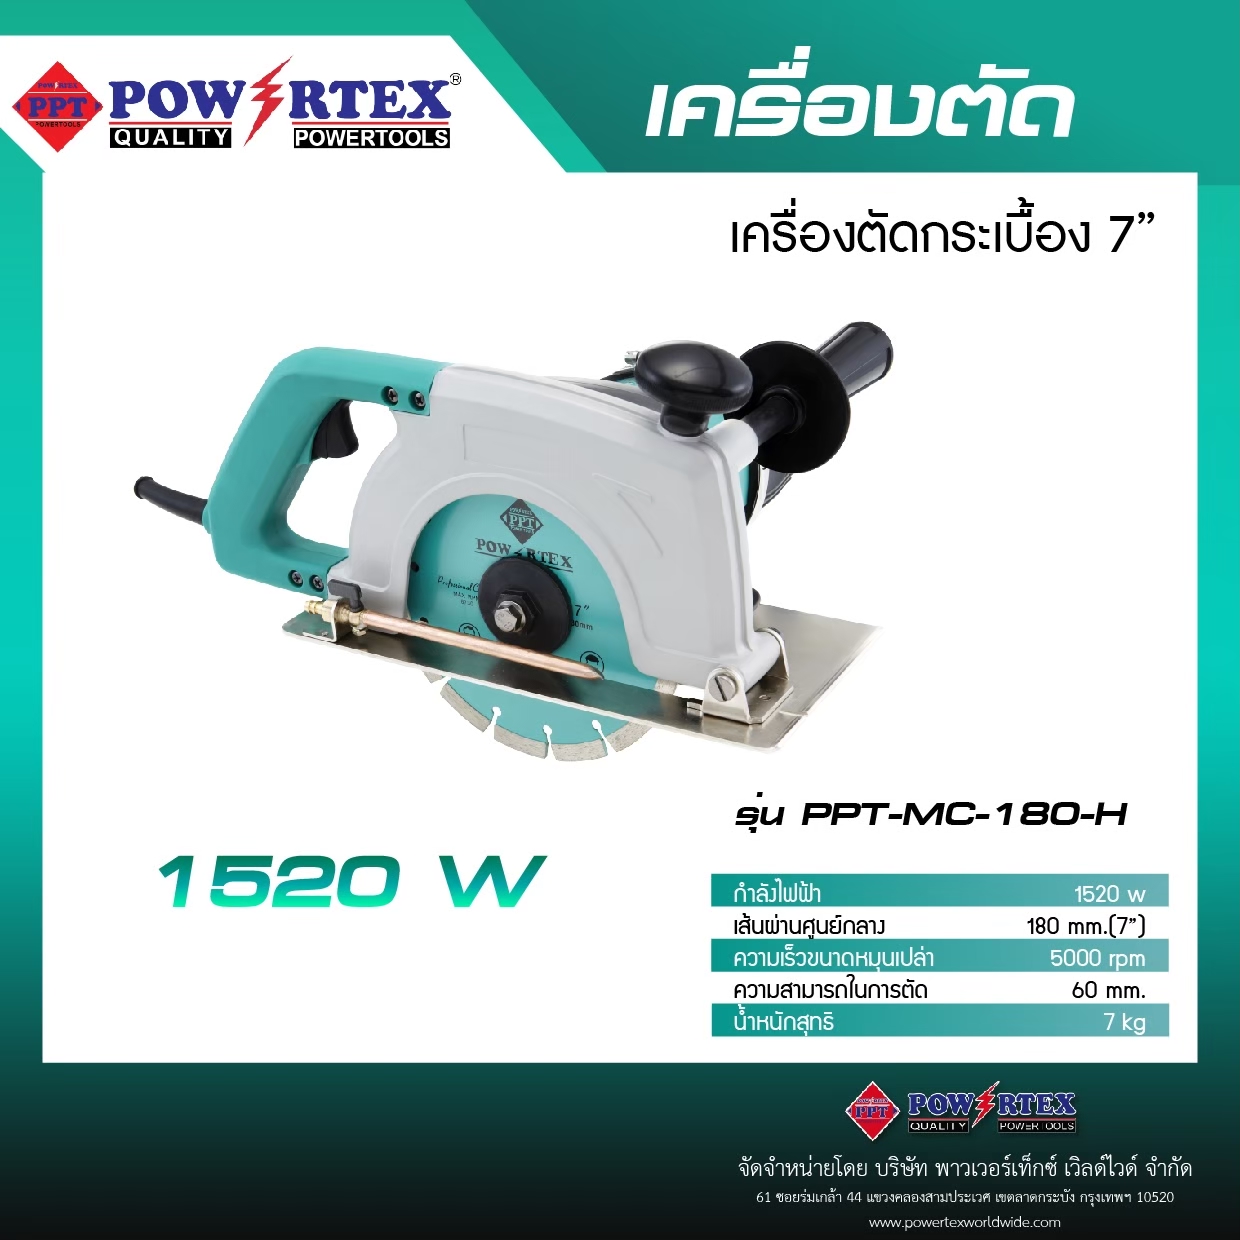 POWERTEX
PPT
POWERTOOLS
POWERTEX®
QUALITY POWERTOOLS
เครื่องตัด
เครื่องตัดกระเบื้อง 7”
POWERTEX
PPT
POWERTEX
7”
รุ่น PPT-MC-180-H
1520 W
กำลังไฟฟ้า 1520 w
เส้นผ่านศูนย์กลาง 180 mm.(7”)
ความเร็วขนาดหมุนเปล่า 5000 rpm
ความสามารถในการตัด 60 mm.
น้ำหนักสุทธิ 7 kg
PPT
POWERTEX
QUALITY POWERTOOLS
จัดจำหน่ายโดย บริษัท พาวเวอร์เท็กซ์ เวิลด์ไวด์ จำกัด
61 ซอยร่มเกล้า 44 แขวงคลองสามประเวศ เขตลาดกระบัง กรุงเทพฯ 10520
www.powertexworldwide.com